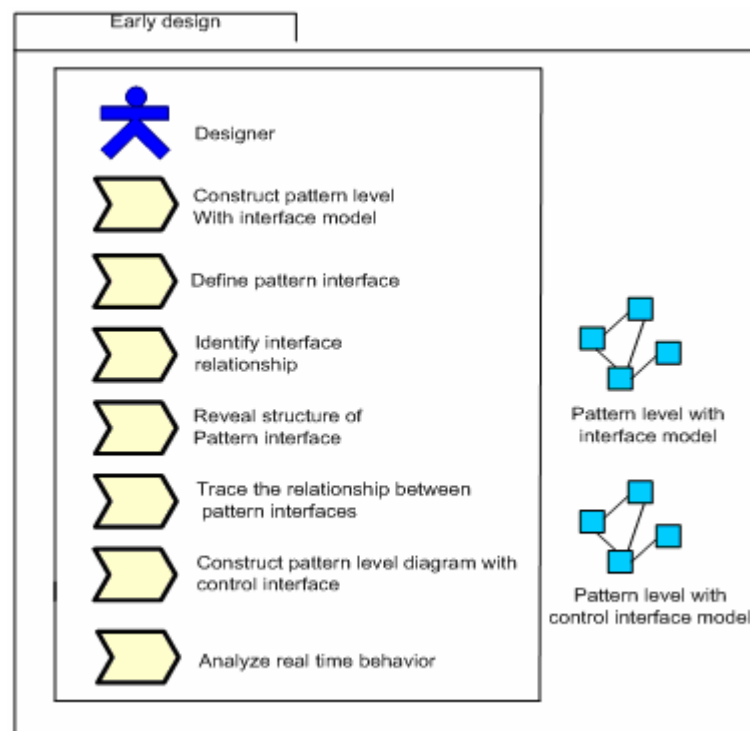 Early design
Designer
Construct pattern level
With interface model
Define pattern interface
Identify interface
relationship
Reveal structure of
Pattern interface
Trace the relationship between
pattern interfaces
Construct pattern level diagram with
control interface
Analyze real time behavior
Pattern level with
interface model
Pattern level with
control interface model